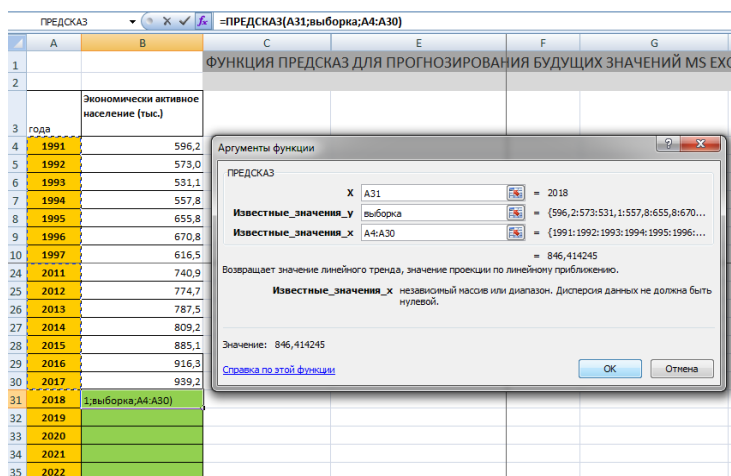 ПРЕДСКАЗ =ПРЕДСКАЗ(A31;выборка;A4:A30)
A B C E F G
1 ФУНКЦИЯ ПРЕДСКАЗ ДЛЯ ПРОГНОЗИРОВАНИЯ БУДУЩИХ ЗНАЧЕНИЙ MS EXC
2
3 года Экономически активное
население (тыс.)
4 1991 596,2
5 1992 573,0
6 1993 531,1
7 1994 557,8
8 1995 655,8
9 1996 670,8
10 1997 616,5
24 2011 740,9
25 2012 774,7
26 2013 787,5
27 2014 809,2
28 2015 885,1
29 2016 916,3
30 2017 939,2
31 2018 1;выборка;A4:A30)
32 2019
33 2020
34 2021
35 2022
Аргументы функции
ПРЕДСКАЗ
X A31 = 2018
Известные_значения_y выборка = {596,2:573:531,1:557,8:655,8:670...
Известные_значения_x A4:A30 = {1991:1992:1993:1994:1995:1996:...
= 846,414245
Возвращает значение линейного тренда, значение проекции по линейному приближению.
Известные_значения_x независимый массив или диапазон. Дисперсия данных не должна быть
нулевой.
Значение: 846,414245
Справка по этой функции
OK Отмена